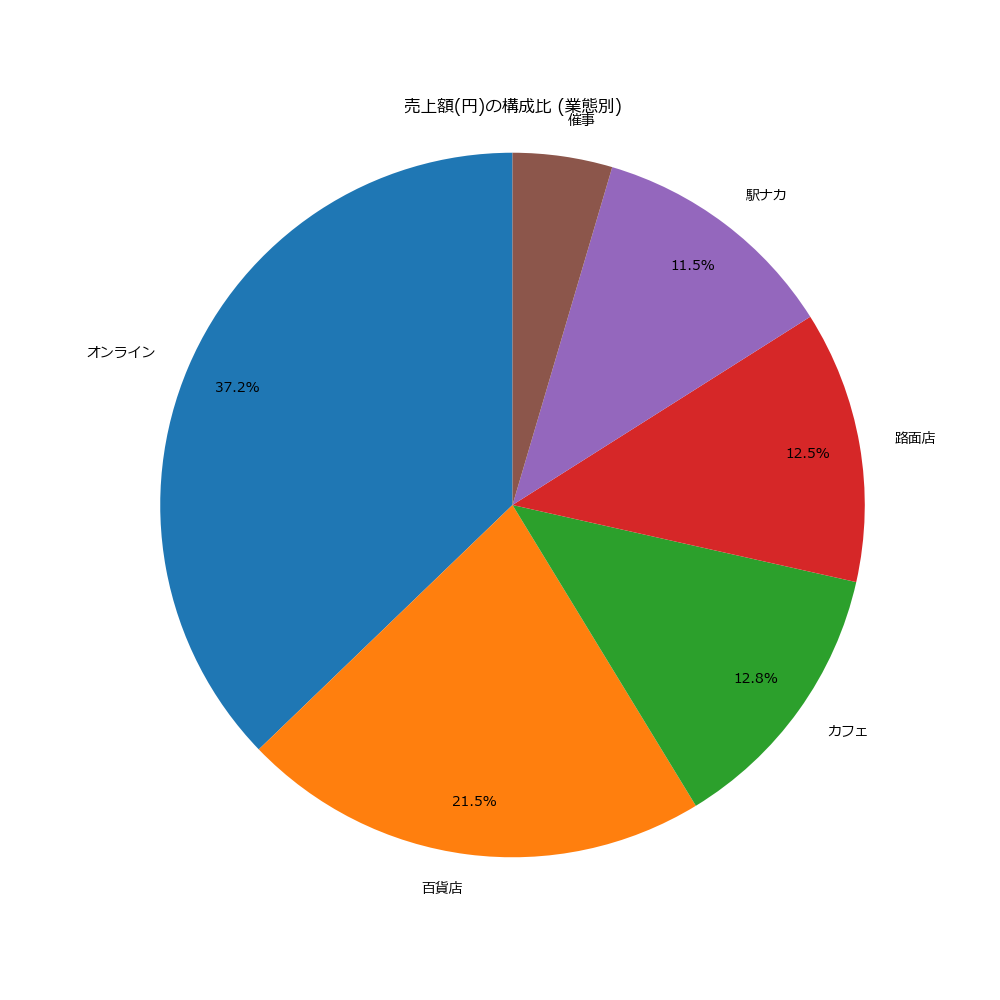 売上額(円)の構成比 (業態別)
催事
駅ナカ
11.5%
オンライン
37.2%
路面店
12.5%
カフェ
12.8%
百貨店
21.5%